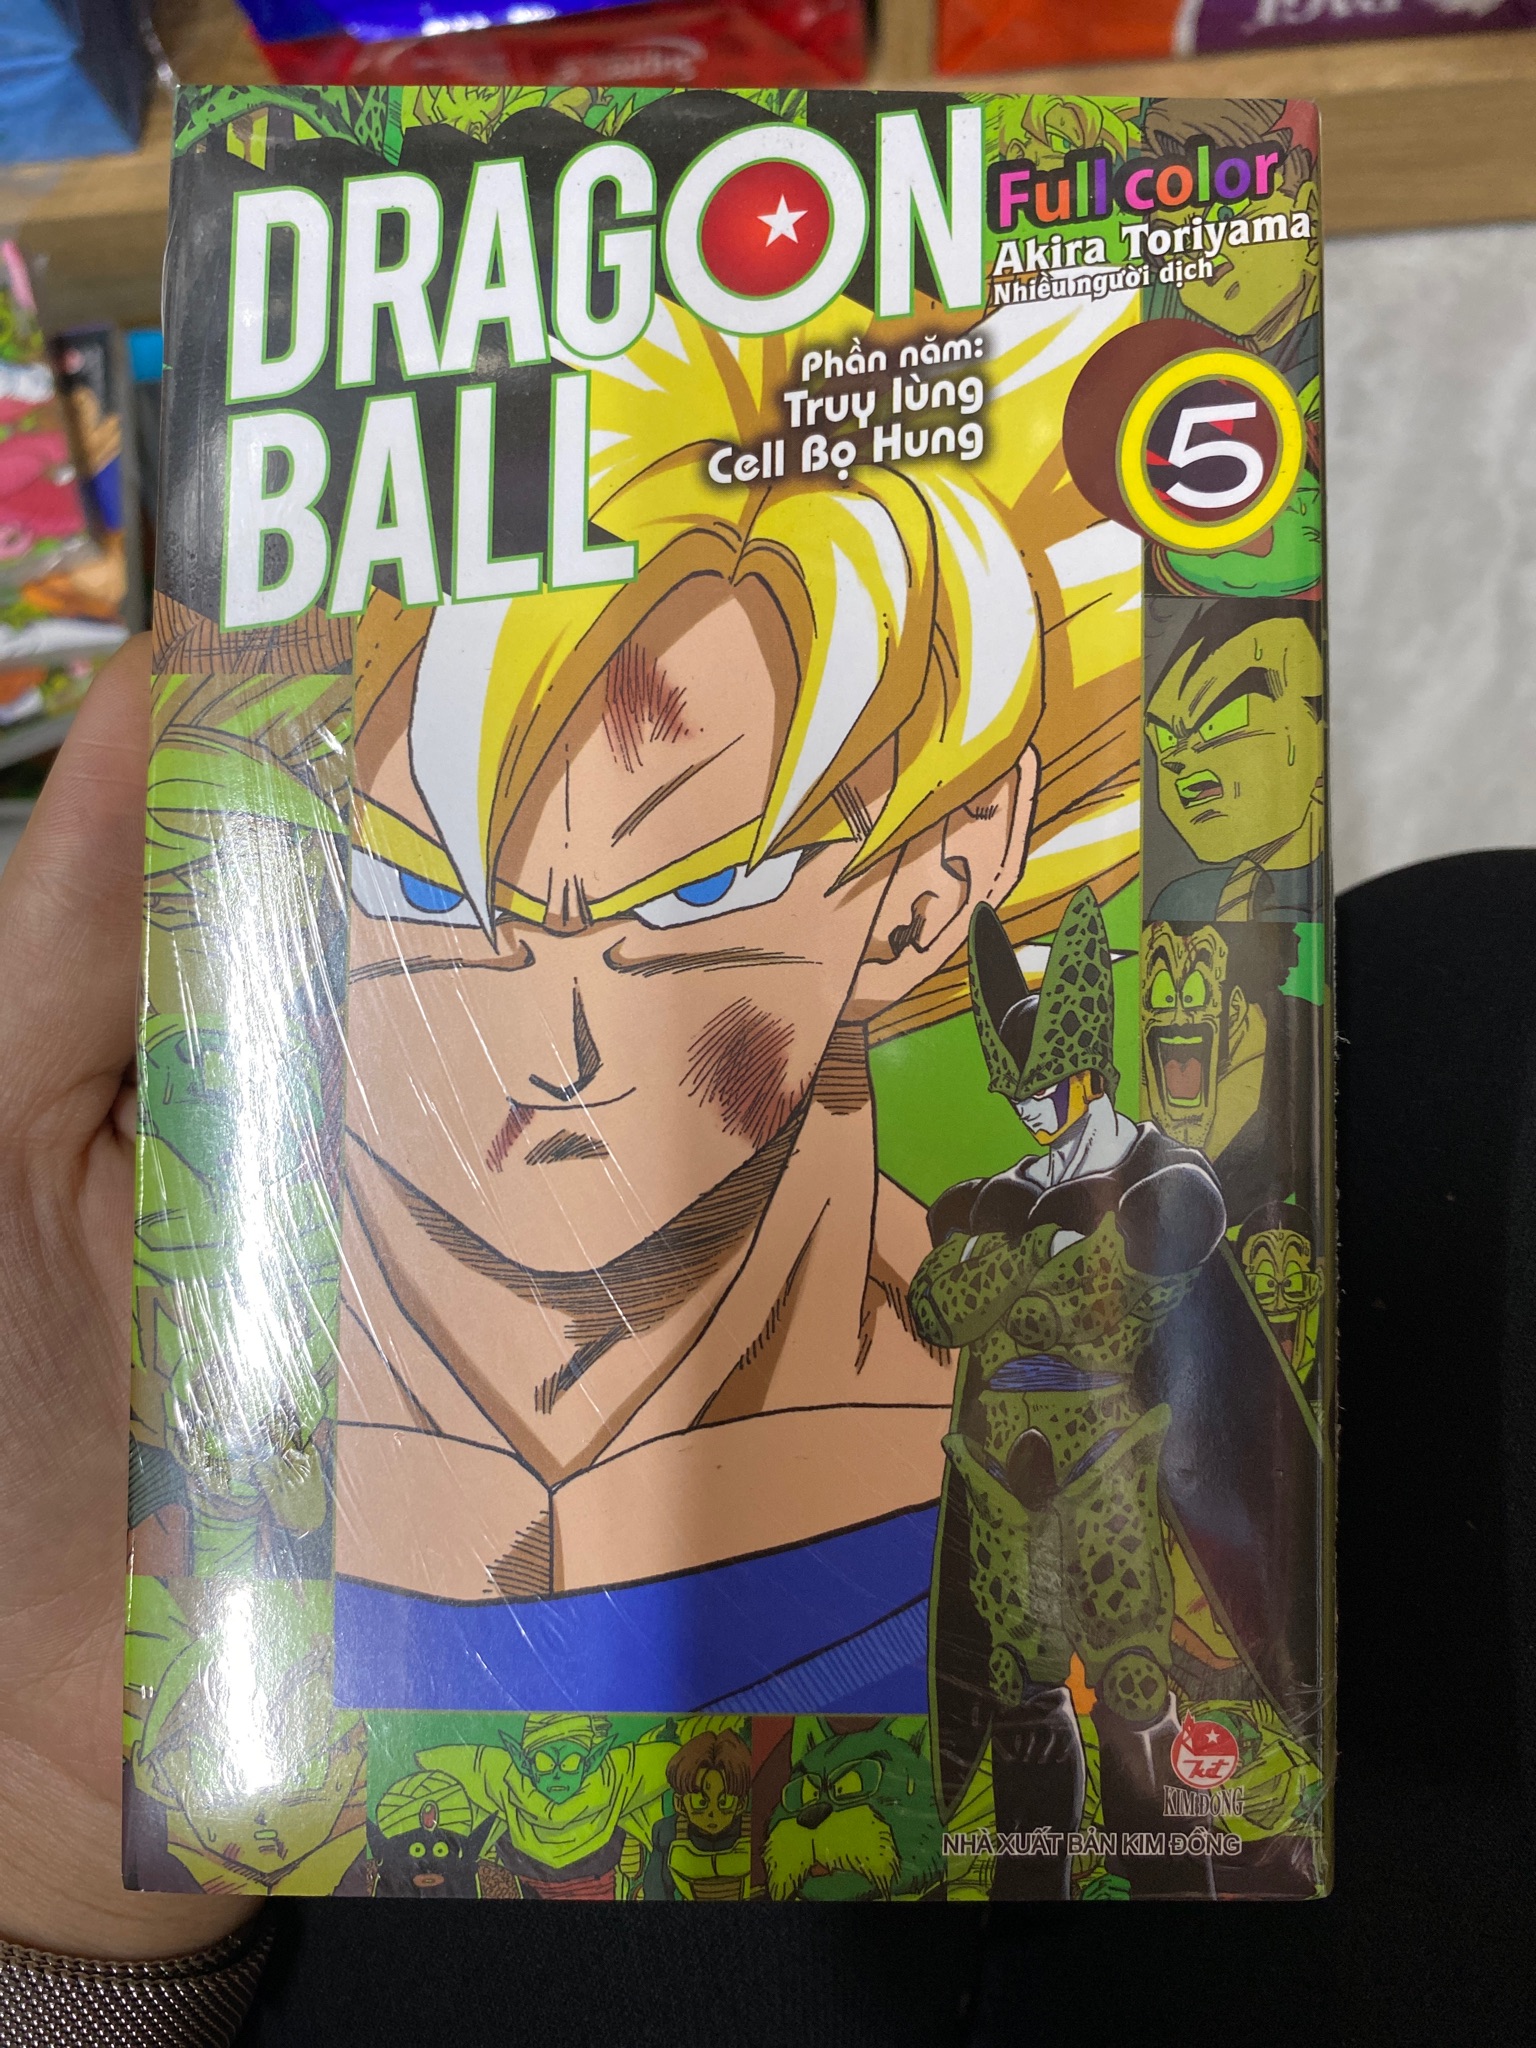 DRAGON
BALL
Full color
Akira Toriyama
Nhiều người dịch
Phần năm:
Truy lùng
Cell Bọ Hung
5
KIM ĐỒNG
NHÀ XUẤT BẢN KIM ĐỒNG